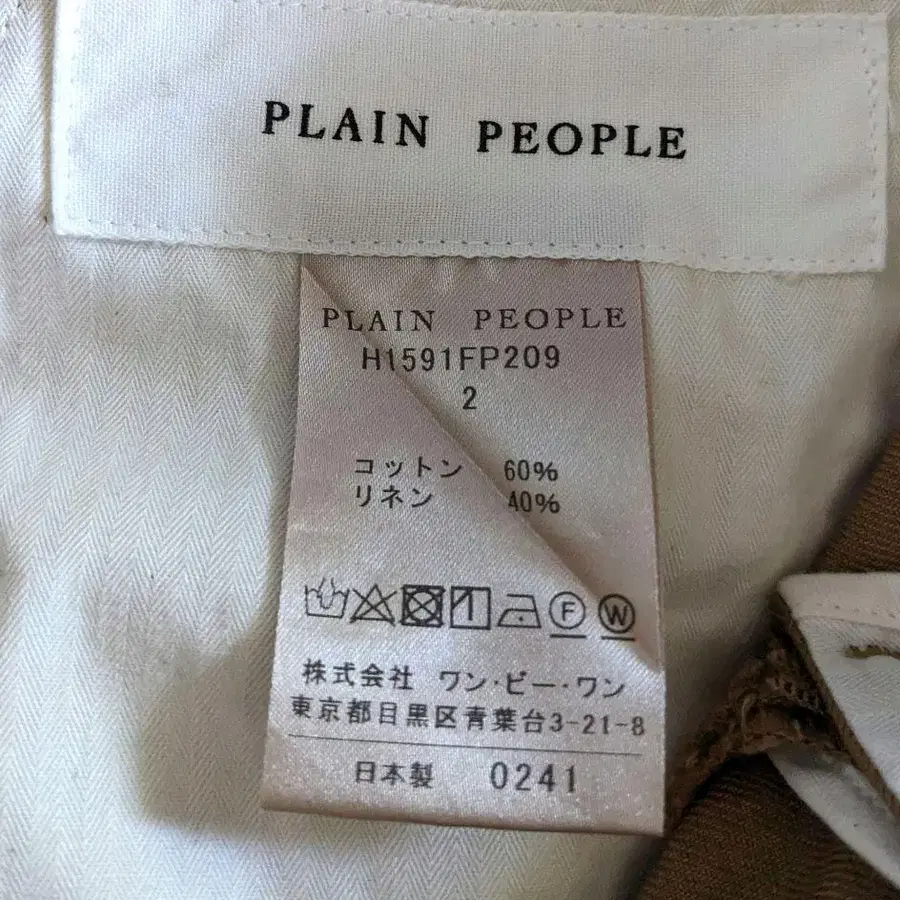 PLAIN PEOPLE
PLAIN PEOPLE
H1591FP209
2
コットン 60%
リネン 40%
F W
株式会社 ワン・ビー・ワン
東京都目黒区青葉台3-21-8
日本製 0241